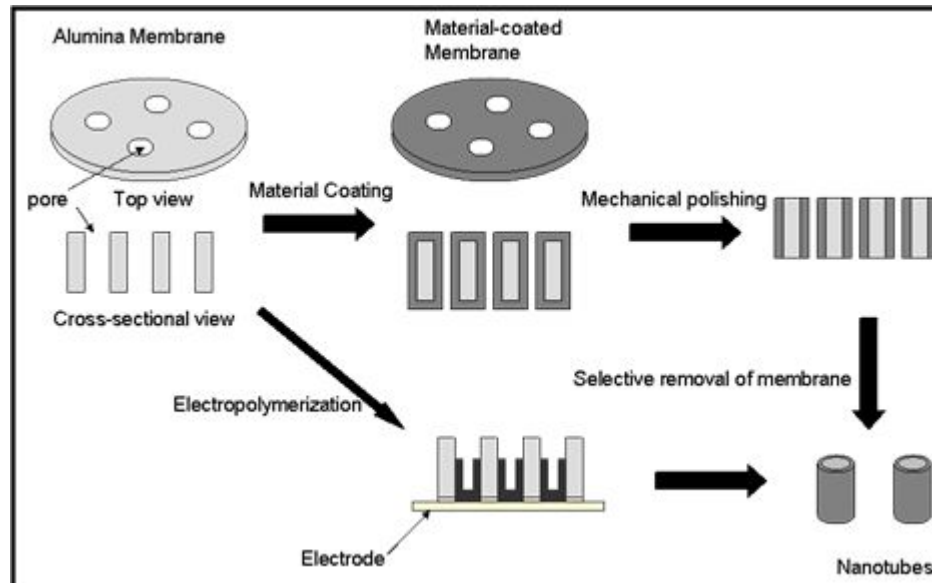 Alumina Membrane
Material-coated
Membrane
pore
Top view
Material Coating
Mechanical polishing
Cross-sectional view
Electropolymerization
Selective removal of membrane
Electrode
Nanotubes